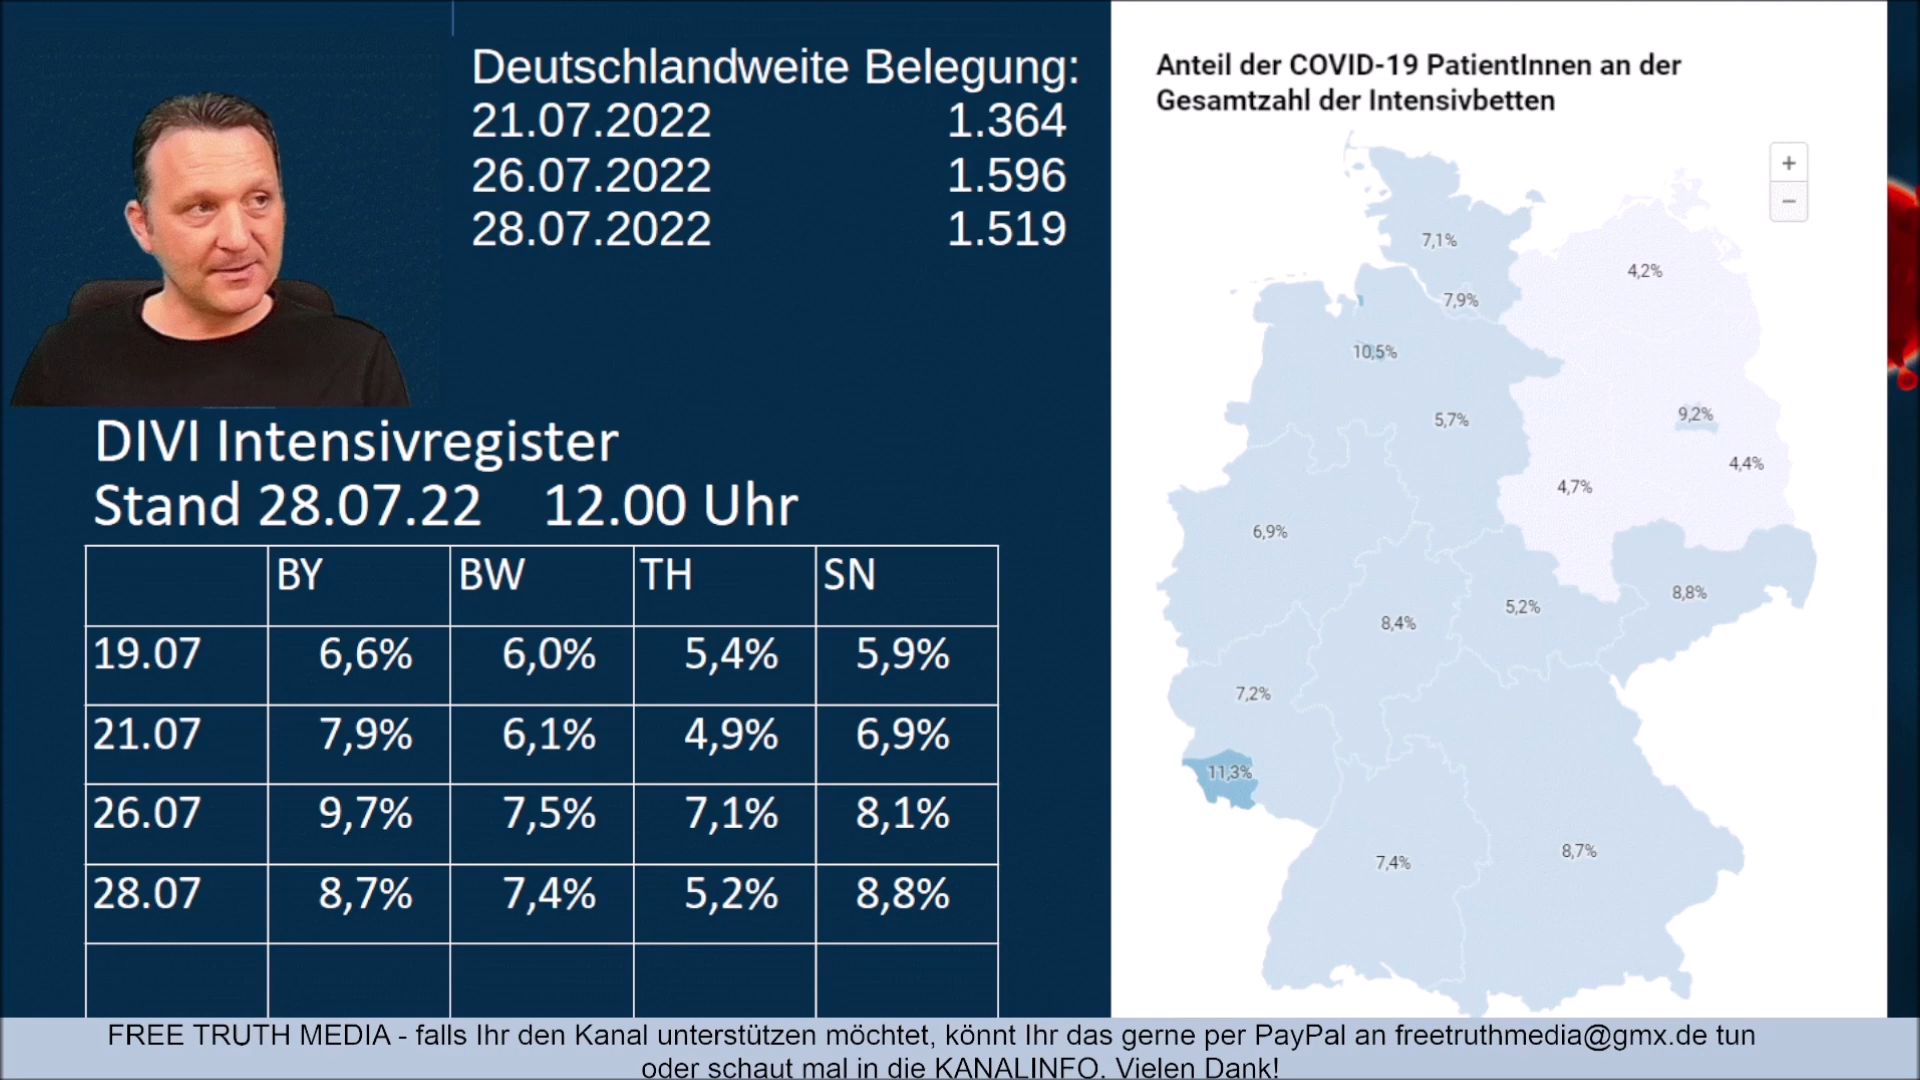 Deutschlandweite Belegung:
21.07.2022 1.364
26.07.2022 1.596
28.07.2022 1.519
DIVI Intensivregister
Stand 28.07.22 12.00 Uhr
BY BW TH SN
19.07 6,6% 6,0% 5,4% 5,9%
21.07 7,9% 6,1% 4,9% 6,9%
26.07 9,7% 7,5% 7,1% 8,1%
28.07 8,7% 7,4% 5,2% 8,8%
Anteil der COVID-19 PatientInnen an der
Gesamtzahl der Intensivbetten
+
−
7,1%
4,2%
7,9%
10,5%
9,2%
5,7%
4,4%
4,7%
6,9%
8,8%
5,2%
8,4%
7,2%
11,3%
8,7%
7,4%
FREE TRUTH MEDIA - falls Ihr den Kanal unterstützen möchtet, könnt Ihr das gerne per PayPal an freetruthmedia@gmx.de tun
oder schaut mal in die KANALINFO. Vielen Dank!